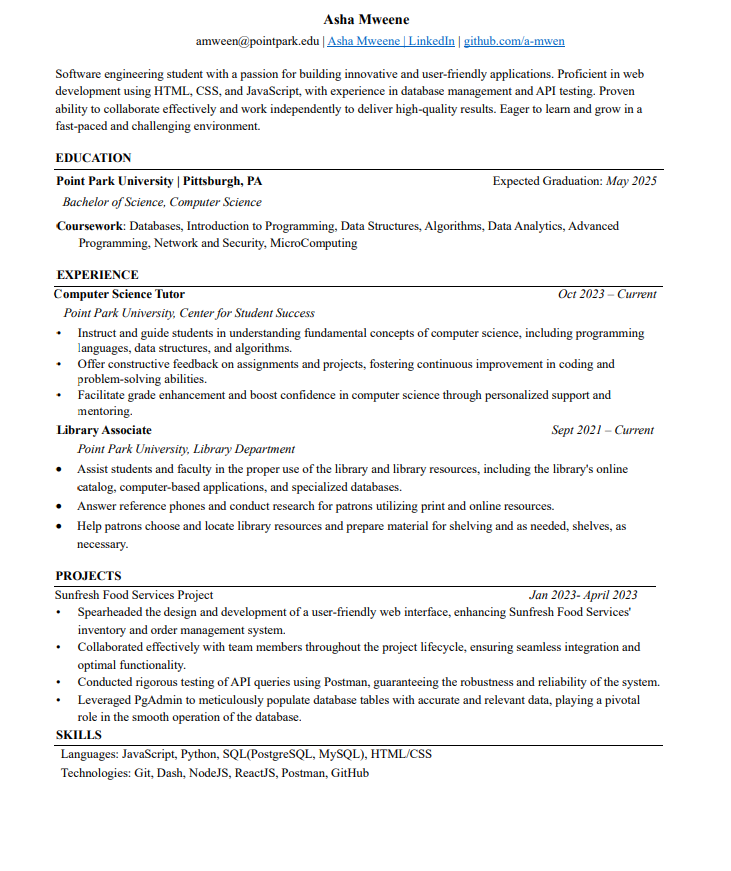 Asha Mweene
amween@pointpark.edu | Asha Mweene | LinkedIn | github.com/a-mwen
Software engineering student with a passion for building innovative and user-friendly applications. Proficient in web
development using HTML, CSS, and JavaScript, with experience in database management and API testing. Proven
ability to collaborate effectively and work independently to deliver high-quality results. Eager to learn and grow in a
fast-paced and challenging environment.
EDUCATION
Point Park University | Pittsburgh, PA Expected Graduation: May 2025
Bachelor of Science, Computer Science
Coursework: Databases, Introduction to Programming, Data Structures, Algorithms, Data Analytics, Advanced
Programming, Network and Security, MicroComputing
EXPERIENCE
Computer Science Tutor Oct 2023 – Current
Point Park University, Center for Student Success
• Instruct and guide students in understanding fundamental concepts of computer science, including programming
languages, data structures, and algorithms.
• Offer constructive feedback on assignments and projects, fostering continuous improvement in coding and
problem-solving abilities.
• Facilitate grade enhancement and boost confidence in computer science through personalized support and
mentoring.
Library Associate Sept 2021 – Current
Point Park University, Library Department
• Assist students and faculty in the proper use of the library and library resources, including the library's online
catalog, computer-based applications, and specialized databases.
• Answer reference phones and conduct research for patrons utilizing print and online resources.
• Help patrons choose and locate library resources and prepare material for shelving and as needed, shelves, as
necessary.
PROJECTS
Sunfresh Food Services Project Jan 2023- April 2023
• Spearheaded the design and development of a user-friendly web interface, enhancing Sunfresh Food Services'
inventory and order management system.
• Collaborated effectively with team members throughout the project lifecycle, ensuring seamless integration and
optimal functionality.
• Conducted rigorous testing of API queries using Postman, guaranteeing the robustness and reliability of the system.
• Leveraged PgAdmin to meticulously populate database tables with accurate and relevant data, playing a pivotal
role in the smooth operation of the database.
SKILLS
Languages: JavaScript, Python, SQL(PostgreSQL, MySQL), HTML/CSS
Technologies: Git, Dash, NodeJS, ReactJS, Postman, GitHub